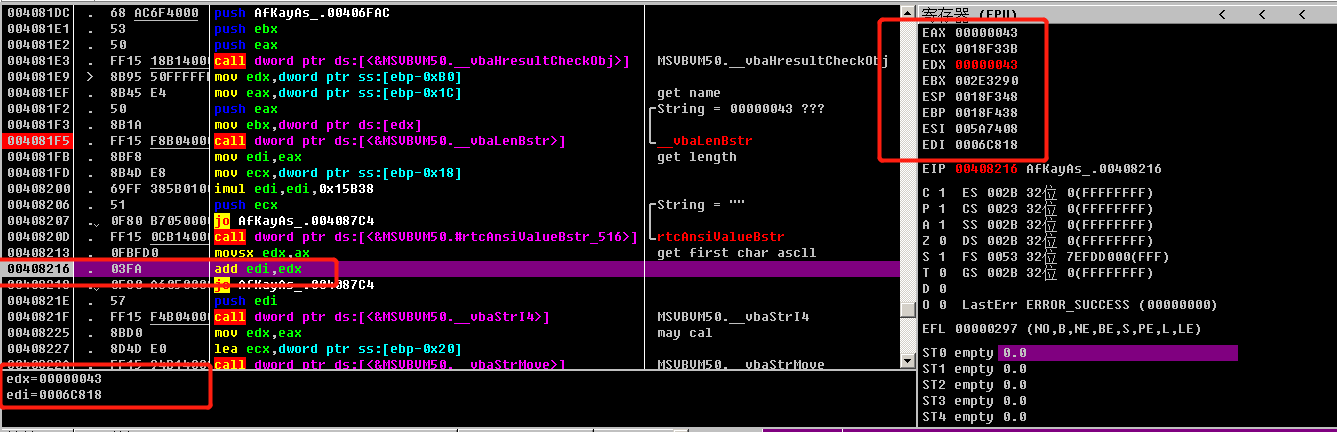 004081DC . 68 AC6F4000 push AfKayAs_.00406FAC
004081E1 . 53 push ebx
004081E2 . 50 push eax
004081E3 . FF15 18B14000 call dword ptr ds:[<&MSVBVM50.__vbaHresultCheckObj>] MSVBVM50.__vbaHresultCheckObj
004081E9 > 8B95 50FFFFFF mov edx,dword ptr ss:[ebp-0xB0]
004081EF . 8B45 E4 mov eax,dword ptr ss:[ebp-0x1C] get name
004081F2 . 50 push eax String = 00000043 ???
004081F3 . 8B1A mov ebx,dword ptr ds:[edx]
004081F5 . FF15 F8B04000 call dword ptr ds:[<&MSVBVM50.__vbaLenBstr>] __vbaLenBstr
004081FB . 8BF8 mov edi,eax get length
004081FD . 8B4D E8 mov ecx,dword ptr ss:[ebp-0x18]
00408200 . 69FF 385B0100 imul edi,edi,0x15B38
00408206 . 51 push ecx String = ""
00408207 . 0F80 B7050000 jo AfKayAs_.004087C4
0040820D . FF15 0CB14000 call dword ptr ds:[<&MSVBVM50.#rtcAnsiValueBstr_516>] rtcAnsiValueBstr
00408213 . 0FBFD0 movsx edx,ax get first char ascll
00408216 . 03FA add edi,edx
00408218 . 0F80 A6050000 jo AfKayAs_.004087C4
0040821E . 57 push edi
0040821F . FF15 F4B04000 call dword ptr ds:[<&MSVBVM50.__vbaStrI4>] MSVBVM50.__vbaStrI4
00408225 . 8BD0 mov edx,eax may cal
00408227 . 8D4D E0 lea ecx,dword ptr ss:[ebp-0x20]
0040822A . FF15 94B14000 call dword ptr ds:[<&MSVBVM50.__vbaStrMove>] MSVBVM50.__vbaStrMove
edx=00000043
edi=0006C818
寄存器 (FPU) < < <
EAX 00000043
ECX 0018F33B
EDX 00000043
EBX 002E3290
ESP 0018F348
EBP 0018F438
ESI 005A7408
EDI 0006C818
EIP 00408216 AfKayAs_.00408216
C 1 ES 002B 32位 0(FFFFFFFF)
P 1 CS 0023 32位 0(FFFFFFFF)
A 1 SS 002B 32位 0(FFFFFFFF)
Z 0 DS 002B 32位 0(FFFFFFFF)
S 1 FS 0053 32位 7EFDD000(FFF)
T 0 GS 002B 32位 0(FFFFFFFF)
D 0
O 0 LastErr ERROR_SUCCESS (00000000)
EFL 00000297 (NO,B,NE,BE,S,PE,L,LE)
ST0 empty 0.0
ST1 empty 0.0
ST2 empty 0.0
ST3 empty 0.0
ST4 empty 0.0